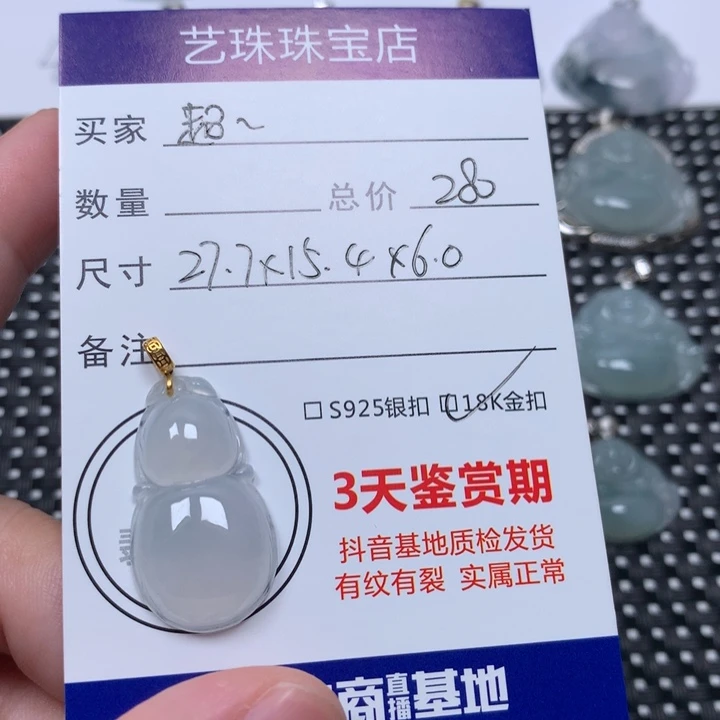 艺珠珠宝店
买家 超~
数量 总价 280
尺寸 27.7×15.4×6.0
备注
□ S925银扣 ☑ 18K金扣
3天鉴赏期
抖音基地质检发货
有纹有裂 实属正常
商直播基地